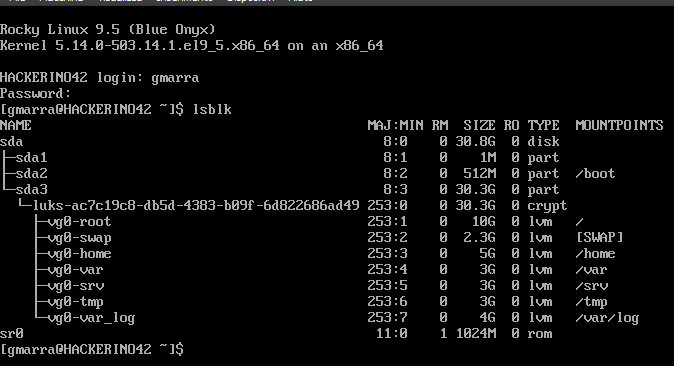 Rocky Linux 9.5 (Blue Onyx)
Kernel 5.14.0-503.14.1.el9_5.x86_64 on an x86_64
HACKERINO42 login: gmarra
Password:
[gmarra@HACKERINO42 ~]$ lsblk
NAME MAJ:MIN RM SIZE RO TYPE MOUNTPOINTS
sda 8:0 0 30.8G 0 disk
├─sda1 8:1 0 1M 0 part
├─sda2 8:2 0 512M 0 part /boot
└─sda3 8:3 0 30.3G 0 part
  └─luks-ac7c19c8-db5d-4383-b09f-6d822686ad49 253:0 0 30.3G 0 crypt
    ├─vg0-root 253:1 0 10G 0 lvm /
    ├─vg0-swap 253:2 0 2.3G 0 lvm [SWAP]
    ├─vg0-home 253:3 0 5G 0 lvm /home
    ├─vg0-var 253:4 0 3G 0 lvm /var
    ├─vg0-srv 253:5 0 3G 0 lvm /srv
    ├─vg0-tmp 253:6 0 3G 0 lvm /tmp
    └─vg0-var_log 253:7 0 4G 0 lvm /var/log
sr0 11:0 1 1024M 0 rom
[gmarra@HACKERINO42 ~]$